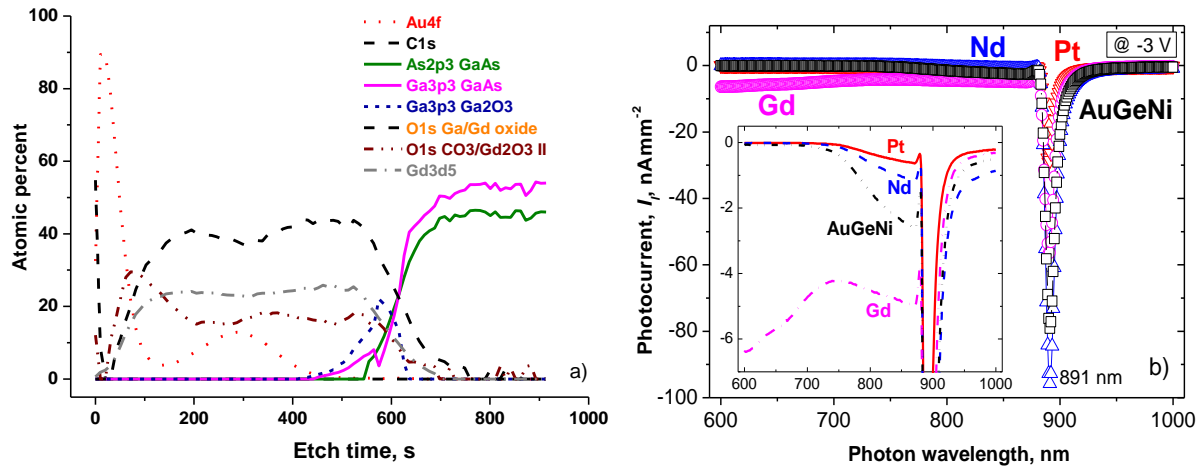 Atomic percent
80
60
40
20
0
Au4f
C1s
As2p3 GaAs
Ga3p3 GaAs
Ga3p3 Ga2O3
O1s Ga/Gd oxide
O1s CO3/Gd2O3 II
Gd3d5
a)
0 200 400 600 800 1000
Etch time, s
Photocurrent, I_l, nAmm⁻²
0
-20
-40
-60
-80
-100
Nd
Pt
@ -3 V
Gd
AuGeNi
0
-2
-4
-6
Pt
Nd
AuGeNi
Gd
600 700 800 900 1000
891 nm
b)
600 700 800 900 1000
Photon wavelength, nm